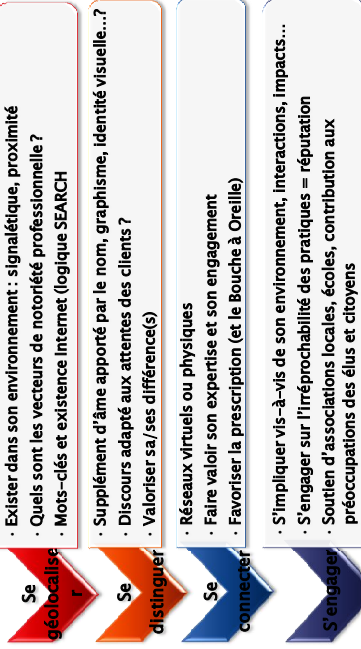 Se
géolocalise
r
· Exister dans son environnement : signalétique, proximité
· Quels sont les vecteurs de notoriété professionnelle ?
· Mots-clés et existence Internet (logique SEARCH
Se
distinguer
· Supplément d'âme apporté par le nom, graphisme, identité visuelle...?
· Discours adapté aux attentes des clients ?
· Valoriser sa/ses différence(s)
Se
connecter
· Réseaux virtuels ou physiques
· Faire valoir son expertise et son engagement
· Favoriser la prescription (et le Bouche à Oreille)
S'engager
· S'impliquer vis-à-vis de son environnement, interactions, impacts...
· S'engager sur l'irréprochabilité des pratiques = réputation
· Soutien d'associations locales, écoles, contribution aux
préoccupations des élus et citoyens